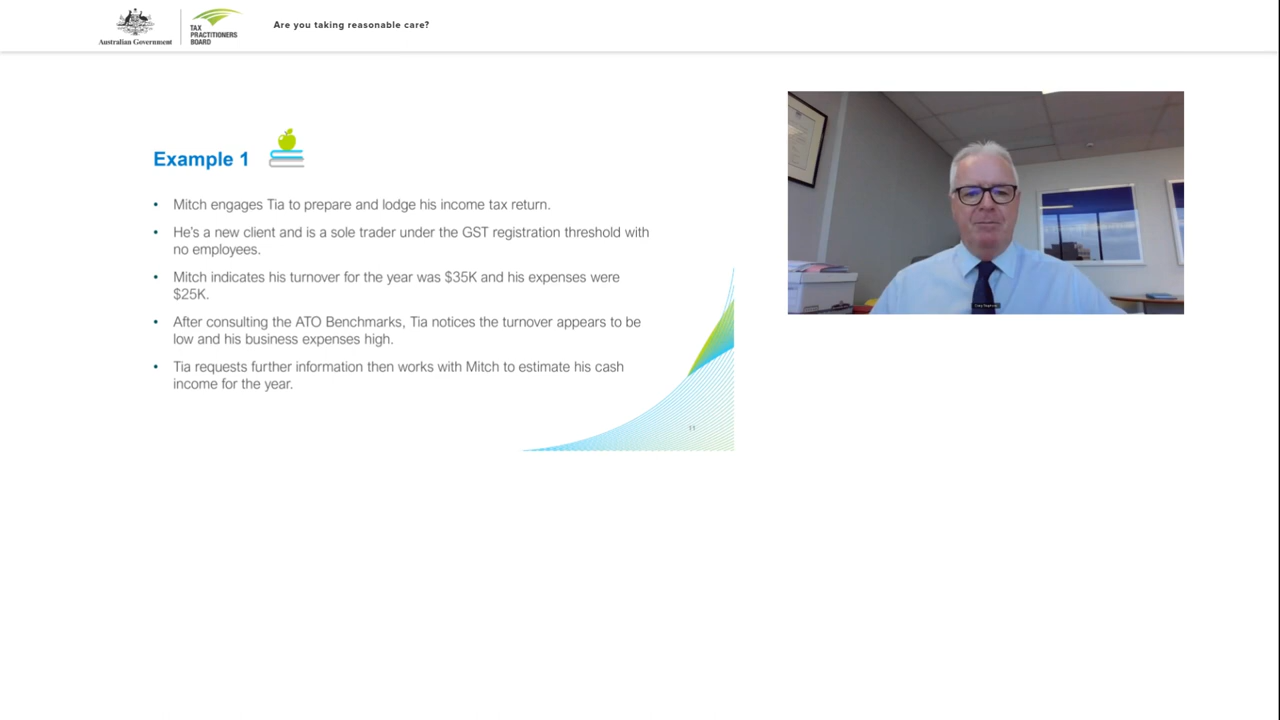 Are you taking reasonable care?
Australian Government
TAX
PRACTITIONERS
BOARD
Example 1
• Mitch engages Tia to prepare and lodge his income tax return.
• He's a new client and is a sole trader under the GST registration threshold with
no employees.
• Mitch indicates his turnover for the year was $35K and his expenses were
$25K.
• After consulting the ATO Benchmarks, Tia notices the turnover appears to be
low and his business expenses high.
• Tia requests further information then works with Mitch to estimate his cash
income for the year.